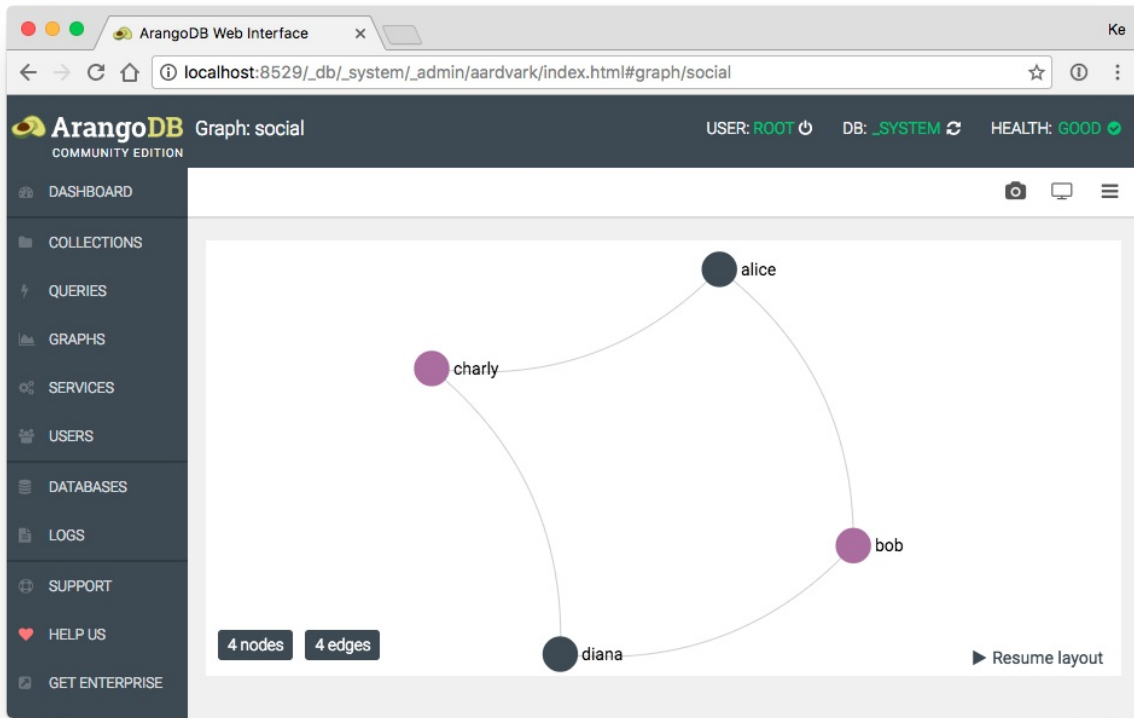 ArangoDB Web Interface
Ke
localhost:8529/_db/_system/_admin/aardvark/index.html#graph/social
ArangoDB
COMMUNITY EDITION
Graph: social
USER: ROOT
DB: _SYSTEM
HEALTH: GOOD
DASHBOARD
COLLECTIONS
QUERIES
GRAPHS
SERVICES
USERS
DATABASES
LOGS
SUPPORT
HELP US
GET ENTERPRISE
alice
charly
bob
diana
4 nodes
4 edges
Resume layout